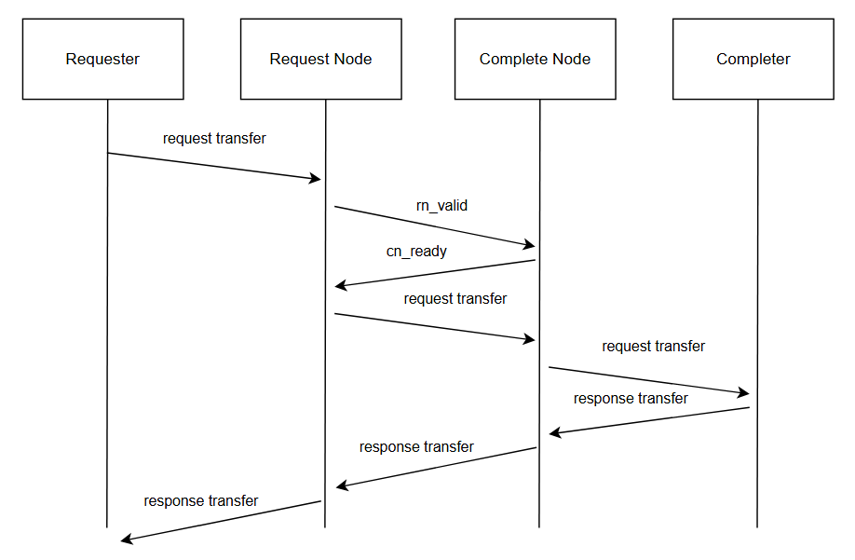 Requester
Request Node
Complete Node
Completer
request transfer
rn_valid
cn_ready
request transfer
request transfer
response transfer
response transfer
response transfer